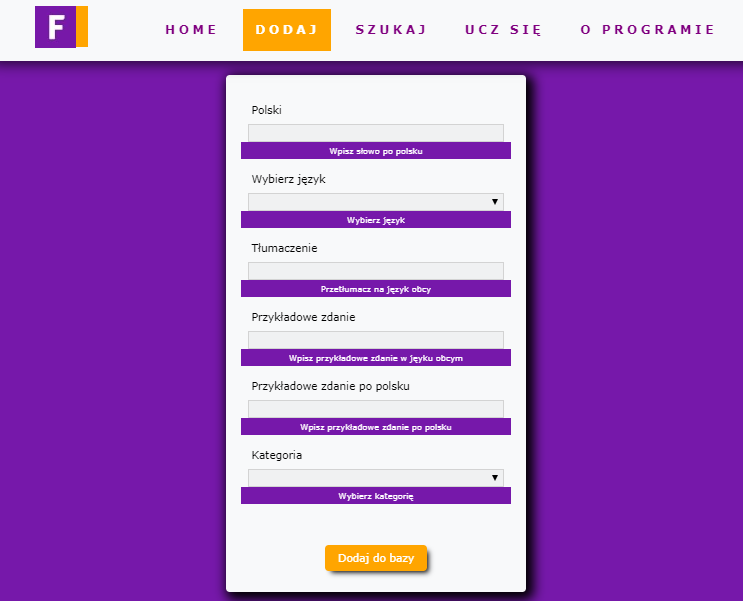 F
HOME DODAJ SZUKAJ UCZ SIĘ O PROGRAMIE
Polski
Wpisz słowo po polsku
Wybierz język
Wybierz język
Tłumaczenie
Przetłumacz na język obcy
Przykładowe zdanie
Wpisz przykładowe zdanie w jęyku obcym
Przykładowe zdanie po polsku
Wpisz przykładowe zdanie po polsku
Kategoria
Wybierz kategorię
Dodaj do bazy